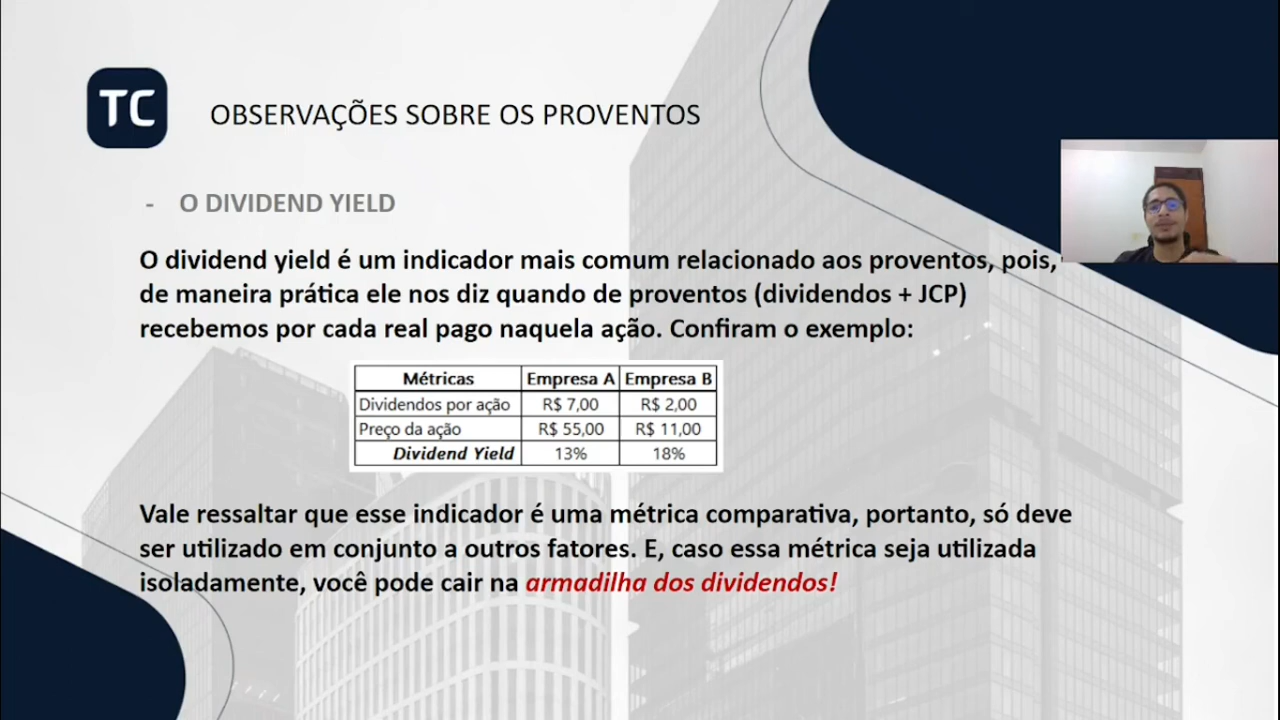 TC
OBSERVAÇÕES SOBRE OS PROVENTOS
- O DIVIDEND YIELD
O dividend yield é um indicador mais comum relacionado aos proventos, pois,
de maneira prática ele nos diz quando de proventos (dividendos + JCP)
recebemos por cada real pago naquela ação. Confiram o exemplo:
Métricas Empresa A Empresa B
Dividendos por ação R$ 7,00 R$ 2,00
Preço da ação R$ 55,00 R$ 11,00
Dividend Yield 13% 18%
Vale ressaltar que esse indicador é uma métrica comparativa, portanto, só deve
ser utilizado em conjunto a outros fatores. E, caso essa métrica seja utilizada
isoladamente, você pode cair na armadilha dos dividendos!